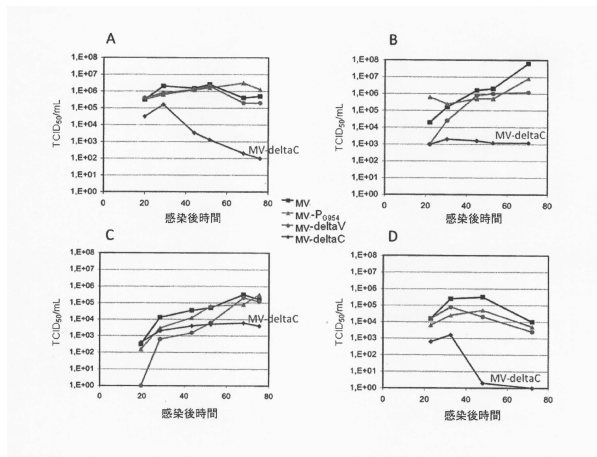 A
1,E+08
1,E+07
1,E+06
1,E+05
1,E+04
1,E+03
1,E+02
1,E+01
1,E+00
TCID50/mL
MV-deltaC
0 20 40 60 80
感染後時間
B
1,E+08
1,E+07
1,E+06
1,E+05
1,E+04
1,E+03
1,E+02
1,E+01
1,E+00
TCID50/mL
MV-deltaC
0 20 40 60 80
感染後時間
MV
MV-PG954
MV-deltaV
MV-deltaC
C
1,E+08
1,E+07
1,E+06
1,E+05
1,E+04
1,E+03
1,E+02
1,E+01
1,E+00
TCID50/mL
MV-deltaC
0 20 40 60 80
感染後時間
D
1,E+08
1,E+07
1,E+06
1,E+05
1,E+04
1,E+03
1,E+02
1,E+01
1,E+00
TCID50/mL
MV-deltaC
0 20 40 60 80
感染後時間